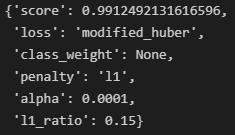 {'score': 0.9912492131616596,
'loss': 'modified_huber',
'class_weight': None,
'penalty': 'l1',
'alpha': 0.0001,
'l1_ratio': 0.15}